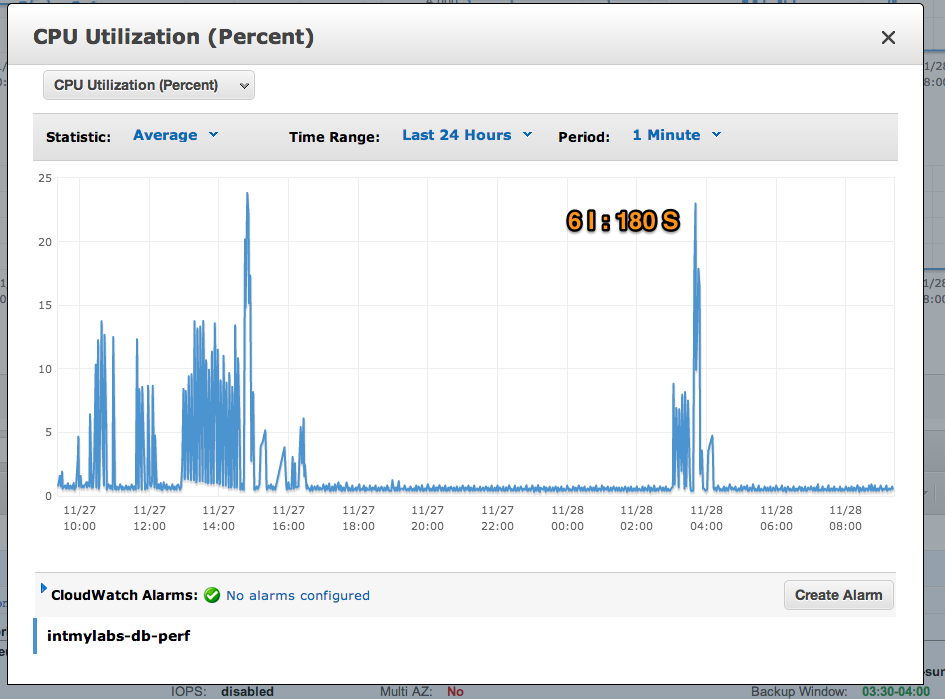 CPU Utilization (Percent)
CPU Utilization (Percent)
Statistic: Average Time Range: Last 24 Hours Period: 1 Minute
25
20
15
10
5
0
6 I : 180 S
11/27 11/27 11/27 11/27 11/27 11/27 11/27 11/28 11/28 11/28 11/28 11/28
10:00 12:00 14:00 16:00 18:00 20:00 22:00 00:00 02:00 04:00 06:00 08:00
CloudWatch Alarms: No alarms configured Create Alarm
intmylabs-db-perf
IOPS: disabled Multi AZ: No Backup Window: 03:30-04:00